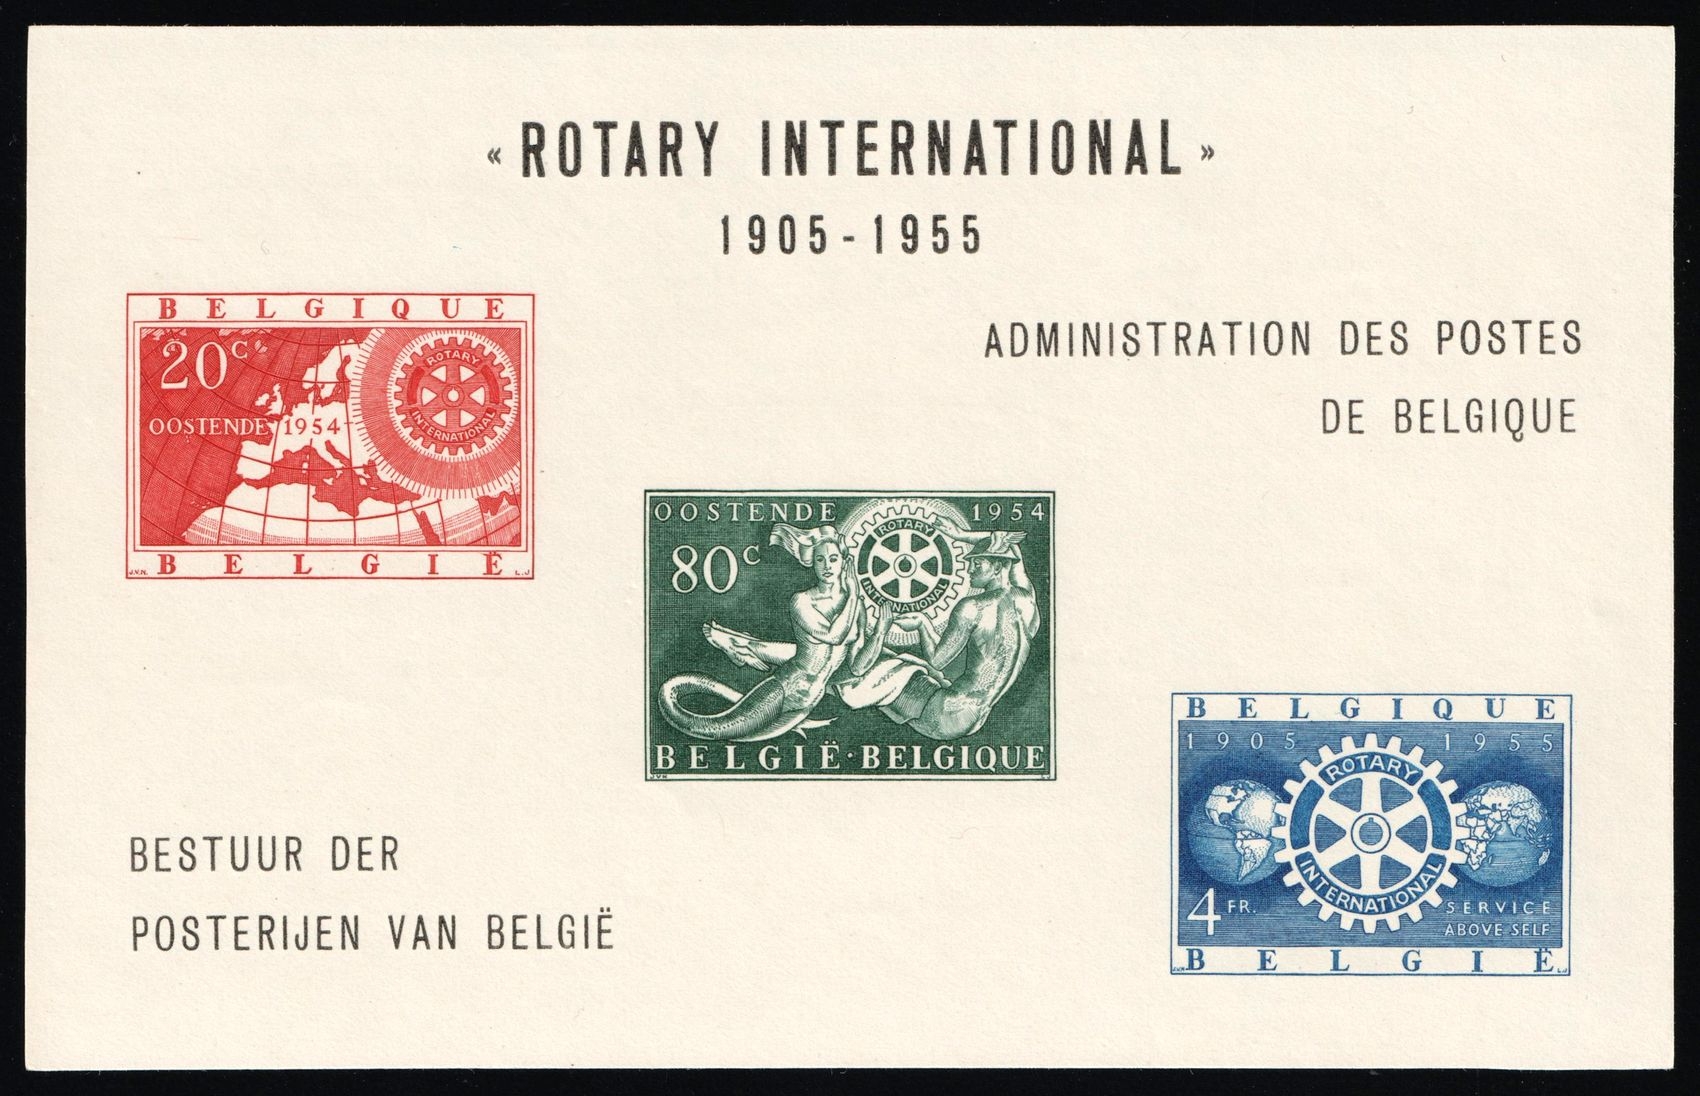 « ROTARY INTERNATIONAL »
1905-1955
BELGIQUE
20c
ROTARY
INTERNATIONAL
OOSTENDE 1954
BELGIË
J.V.N. L.J
ADMINISTRATION DES POSTES
DE BELGIQUE
OOSTENDE 1954
80c
ROTARY
INTERNATIONAL
BELGIË·BELGIQUE
J.V.N L.J
BELGIQUE
1905 1955
ROTARY
INTERNATIONAL
4 FR.
SERVICE
ABOVE SELF
BELGIË
J.V.N L.J
BESTUUR DER
POSTERIJEN VAN BELGIË